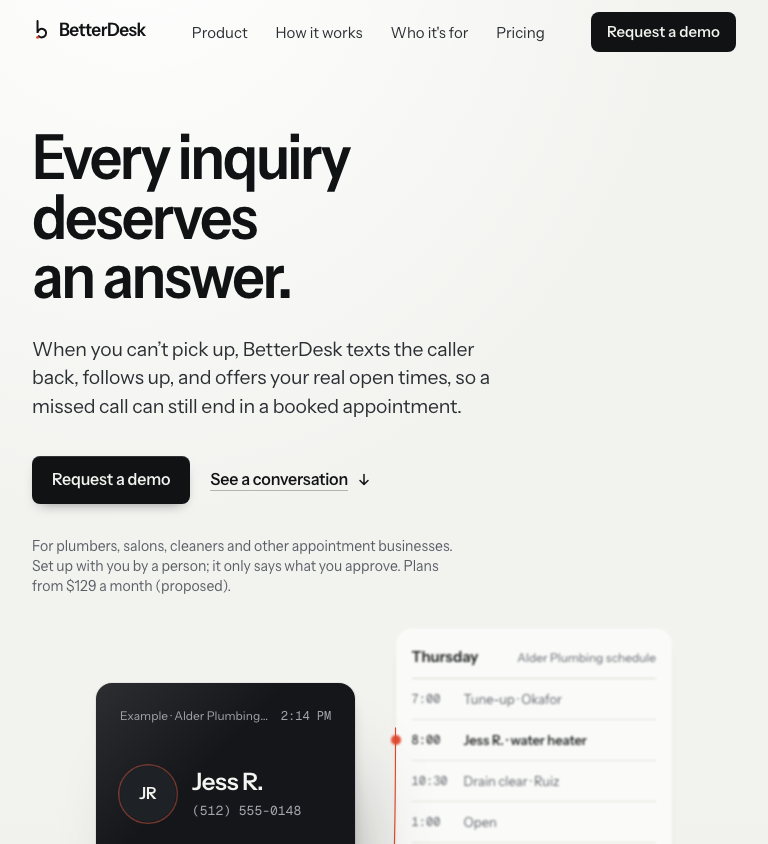 BetterDesk
Product
How it works
Who it's for
Pricing
Request a demo
Every inquiry
deserves
an answer.
When you can’t pick up, BetterDesk texts the caller
back, follows up, and offers your real open times, so a
missed call can still end in a booked appointment.
Request a demo
See a conversation ↓
For plumbers, salons, cleaners and other appointment businesses.
Set up with you by a person; it only says what you approve. Plans
from $129 a month (proposed).
Thursday Alder Plumbing schedule
7:00 Tune-up · Okafor
8:00 Jess R. · water heater
10:30 Drain clear · Ruiz
1:00 Open
Example · Alder Plumbing… 2:14 PM
JR
Jess R.
(512) 555-0148